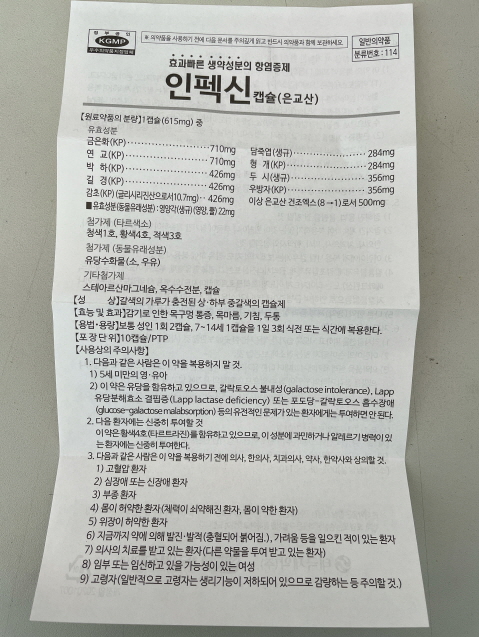 정부공인
KGMP
우수의약품적격업체
※ 의약품을 사용하기 전에 다음 문서를 주의깊게 읽고 반드시 의약품과 함께 보관하세요.
일반의약품
분류번호 : 114
효과빠른 생약성분의 항염증제
인펙신캡슐(은교산)
【원료약품의 분량】1캡슐(615mg) 중
유효성분
금은화(KP) 710mg
연 교(KP) 710mg
박 하(KP) 426mg
길 경(KP) 426mg
감초(KP) (글리시리진산으로서10.7mg) 426mg
■ 유효성분(동물유래성분) : 영양각(생규) (영양, 뿔) 22mg
담죽엽(생규) 284mg
형 개(KP) 284mg
두 시(생규) 356mg
우방자(KP) 356mg
이상 은교산 건조엑스(8→1)로서 500mg
첨가제 (타르색소)
청색1호, 황색4호, 적색3호
첨가제 (동물유래성분)
유당수화물(소, 우유)
기타첨가제
스테아르산마그네슘, 옥수수전분, 캡슐
【성 상】갈색의 가루가 충전된 상·하부 중갈색의 캡슐제
【효능 및 효과】감기로 인한 목구멍 통증, 목마름, 기침, 두통
【용법·용량】보통 성인 1회 2캡슐, 7~14세 1캡슐을 1일 3회 식전 또는 식간에 복용한다.
【포 장 단 위】10캡슐/PTP
【사용상의 주의사항】
1. 다음과 같은 사람은 이 약을 복용하지 말 것.
1) 5세 미만의 영·유아
2) 이 약은 유당을 함유하고 있으므로, 갈락토오스 불내성(galactose intolerance), Lapp
유당분해효소 결핍증(Lapp lactase deficiency) 또는 포도당-갈락토오스 흡수장애
(glucose-galactose malabsorption) 등의 유전적인 문제가 있는 환자에게는 투여하면 안 된다.
2. 다음 환자에는 신중히 투여할 것
이 약은 황색4호(타르트라진)를 함유하고 있으므로, 이 성분에 과민하거나 알레르기 병력이 있
는 환자에는 신중히 투여한다.
3. 다음과 같은 사람은 이 약을 복용하기 전에 의사, 한의사, 치과의사, 약사, 한약사와 상의할 것.
1) 고혈압 환자
2) 심장애 또는 신장애 환자
3) 부종 환자
4) 몸이 허약한 환자(체력이 쇠약해진 환자, 몸이 약한 환자)
5) 위장이 허약한 환자
6) 지금까지 약에 의해 발진·발적(충혈되어 붉어짐.), 가려움 등을 일으킨 적이 있는 환자
7) 의사의 치료를 받고 있는 환자(다른 약물을 투여 받고 있는 환자)
8) 임부 또는 임신하고 있을 가능성이 있는 여성
9) 고령자(일반적으로 고령자는 생리기능이 저하되어 있으므로 감량하는 등 주의할 것.)